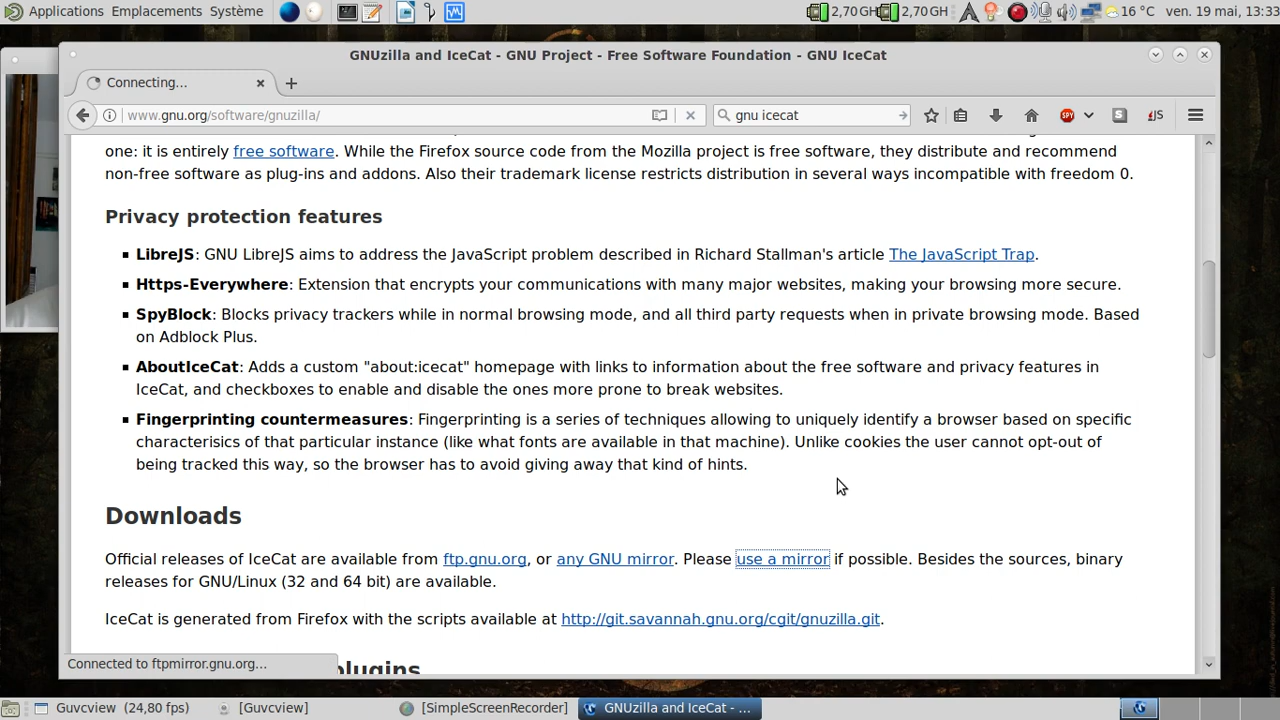 Applications Emplacements Système 2,70 GH 2,70 GH 16 °C ven. 19 mai, 13:33
GNUzilla and IceCat - GNU Project - Free Software Foundation - GNU IceCat
Connecting...
www.gnu.org/software/gnuzilla/ gnu icecat
one: it is entirely free software. While the Firefox source code from the Mozilla project is free software, they distribute and recommend
non-free software as plug-ins and addons. Also their trademark license restricts distribution in several ways incompatible with freedom 0.
Privacy protection features
LibreJS: GNU LibreJS aims to address the JavaScript problem described in Richard Stallman's article The JavaScript Trap.
Https-Everywhere: Extension that encrypts your communications with many major websites, making your browsing more secure.
SpyBlock: Blocks privacy trackers while in normal browsing mode, and all third party requests when in private browsing mode. Based
on Adblock Plus.
AboutIceCat: Adds a custom "about:icecat" homepage with links to information about the free software and privacy features in
IceCat, and checkboxes to enable and disable the ones more prone to break websites.
Fingerprinting countermeasures: Fingerprinting is a series of techniques allowing to uniquely identify a browser based on specific
characterisics of that particular instance (like what fonts are available in that machine). Unlike cookies the user cannot opt-out of
being tracked this way, so the browser has to avoid giving away that kind of hints.
Downloads
Official releases of IceCat are available from ftp.gnu.org, or any GNU mirror. Please use a mirror if possible. Besides the sources, binary
releases for GNU/Linux (32 and 64 bit) are available.
IceCat is generated from Firefox with the scripts available at http://git.savannah.gnu.org/cgit/gnuzilla.git.
plugins
Connected to ftpmirror.gnu.org...
Guvcview (24,80 fps) [Guvcview] [SimpleScreenRecorder] GNUzilla and IceCat - ...